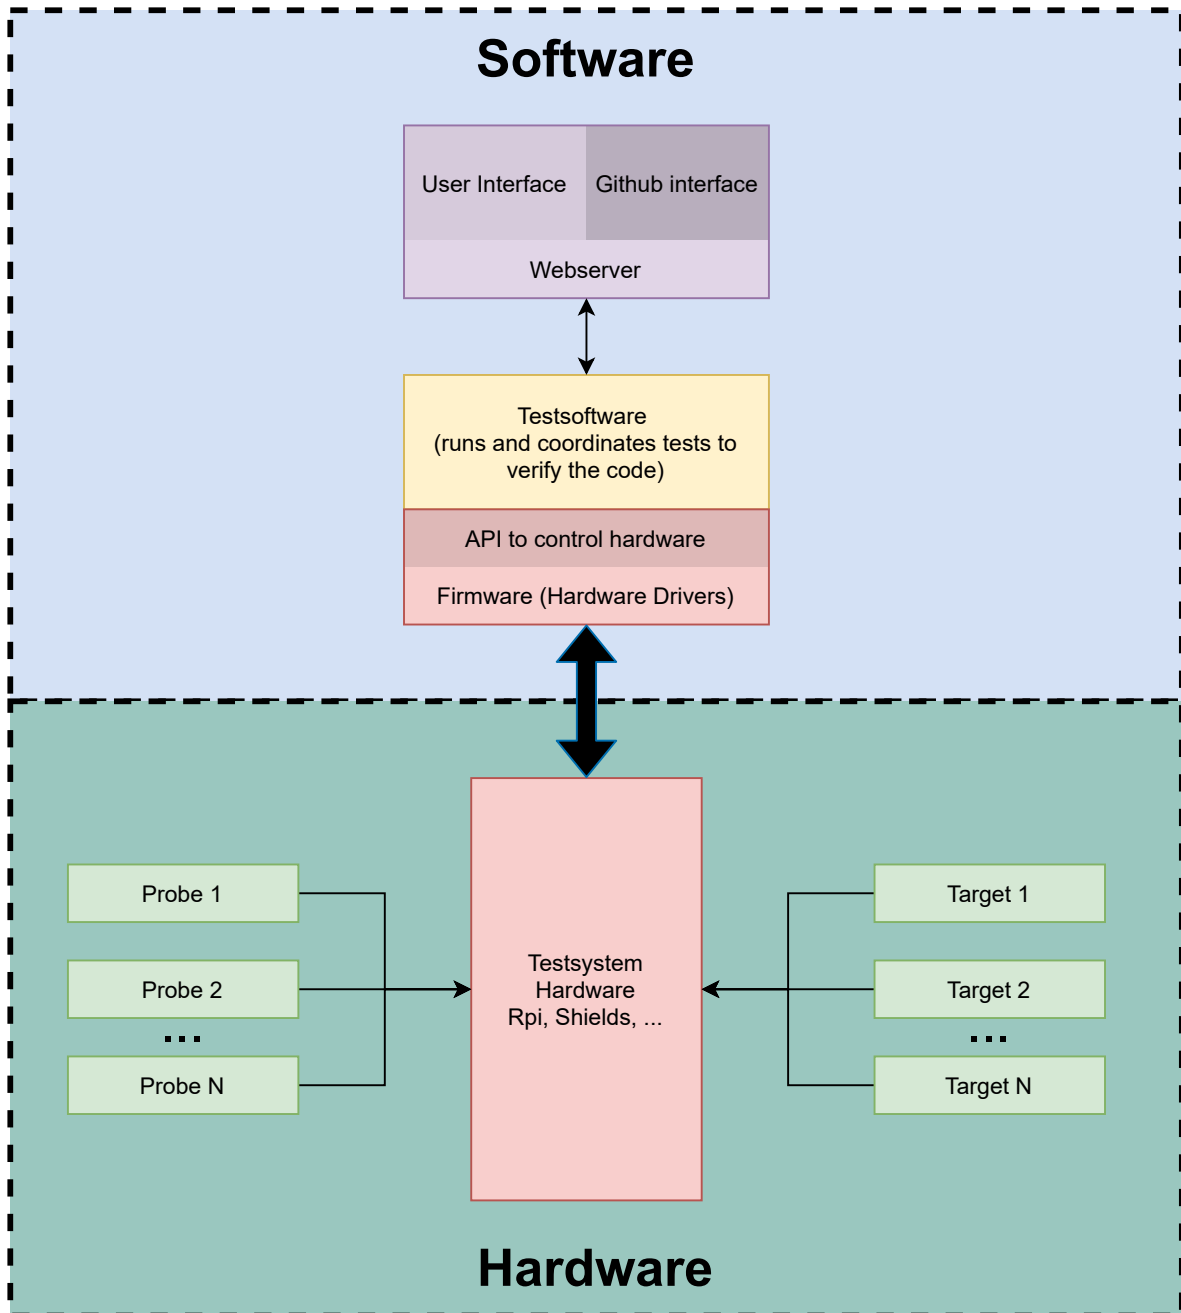 Software
User Interface
Github interface
Webserver
Testsoftware
(runs and coordinates tests to
verify the code)
API to control hardware
Firmware (Hardware Drivers)
Probe 1
Probe 2
...
Probe N
Testsystem
Hardware
Rpi, Shields, ...
Target 1
Target 2
...
Target N
Hardware